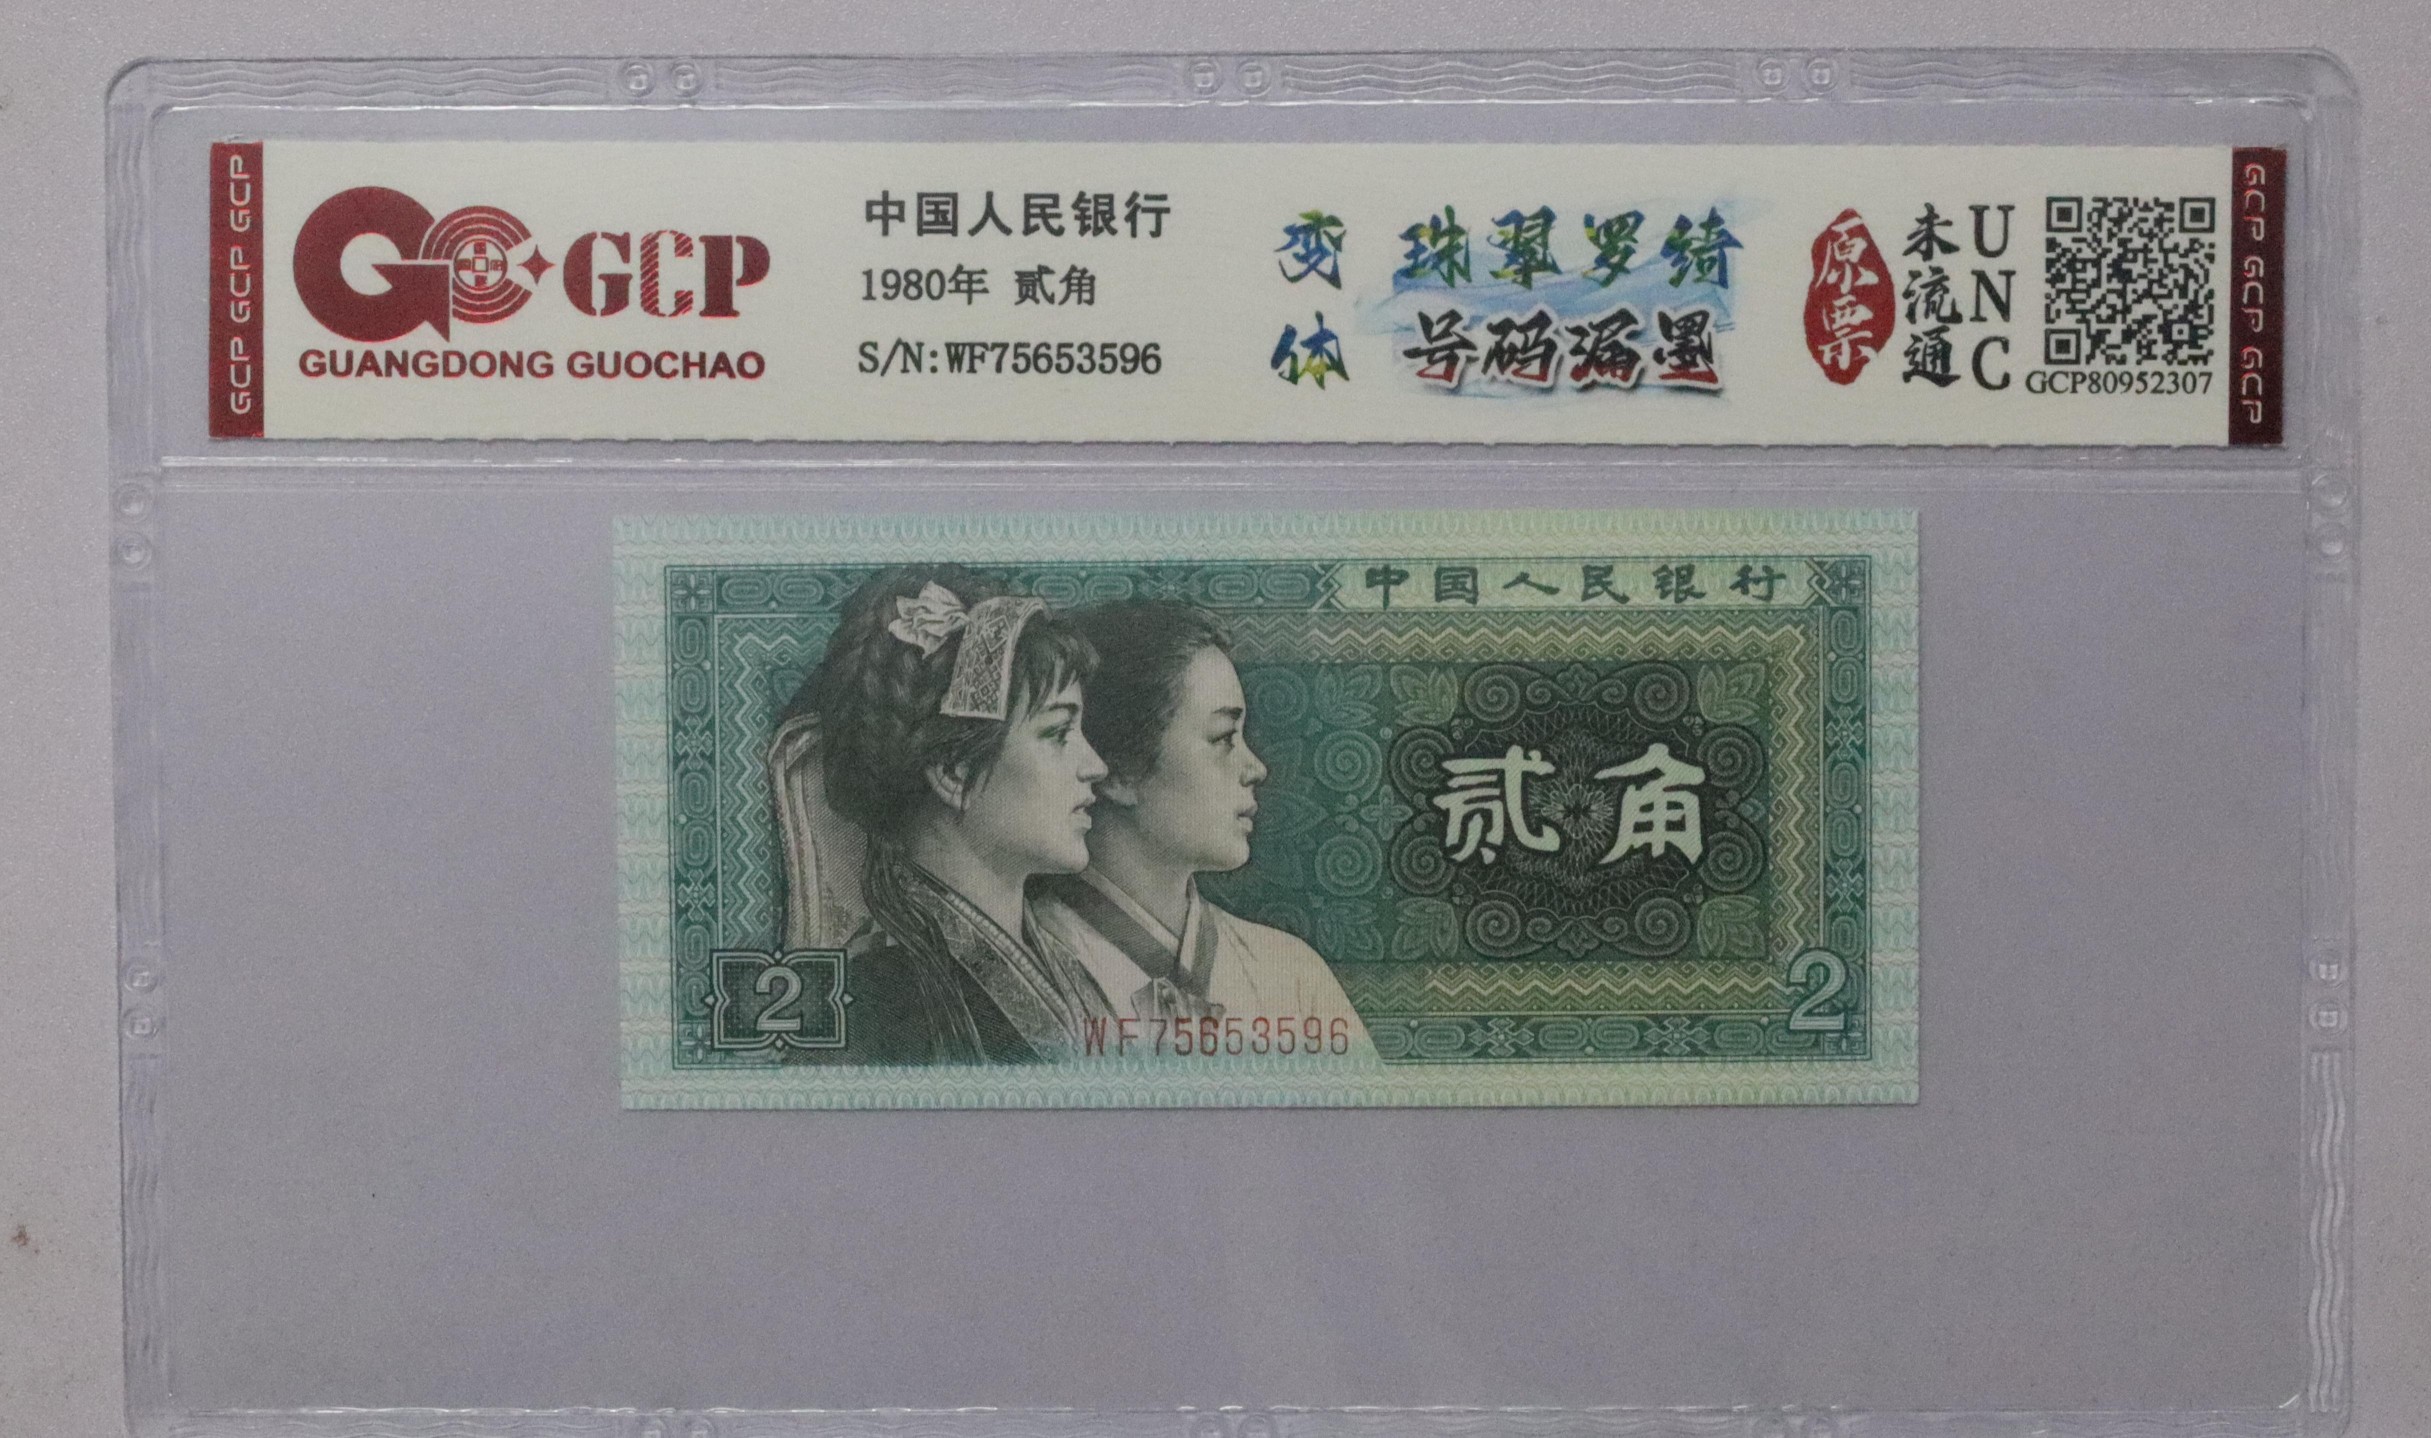 GCP GCP GCP
GCP
GUANGDONG GUOCHAO
中国人民银行
1980年 贰角
S/N:WF75653596
变体
珠翠罗绮
号码漏墨
原票
未流通
UNC
GCP80952307
GCP GCP GCP
中国人民银行
贰角
2
WF75653596
2